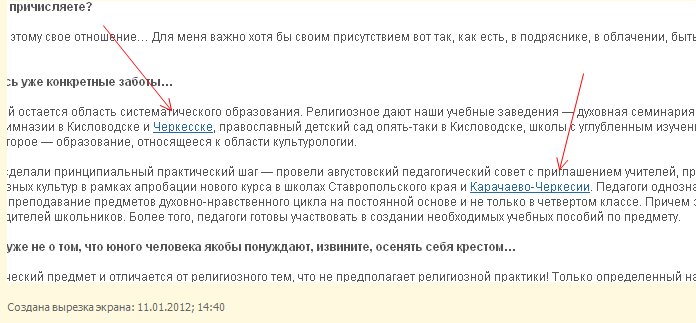 причисляете?
этому свое отношение... Для меня важно хотя бы своим присутствием вот так, как есть, в подряснике, в облачении, быть
сь уже конкретные заботы...
й остается область систематического образования. Религиозное дают наши учебные заведения — духовная семинария
имназии в Кисловодске и Черкесске, православный детский сад опять-таки в Кисловодске, школы с углубленным изучени
торое — образование, относящееся к области культурологии.
сделали принципиальный практический шаг — провели августовский педагогический совет с приглашением учителей, пр
зных культур в рамках апробации нового курса в школах Ставропольского края и Карачаево-Черкесии. Педагоги однозна
преподавание предметов духовно-нравственного цикла на постоянной основе и не только в четвертом классе. Причем з
дителей школьников. Более того, педагоги готовы участвовать в создании необходимых учебных пособий по предмету.
уже не о том, что юного человека якобы понуждают, извините, осенять себя крестом...
ческий предмет и отличается от религиозного тем, что не предполагает религиозной практики! Только определенный на
Создана вырезка экрана: 11.01.2012; 14:40